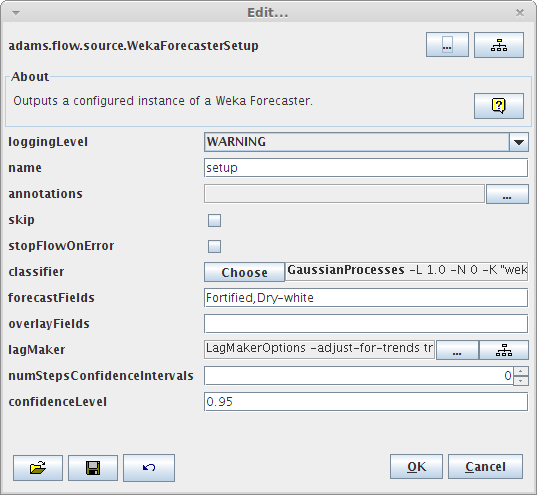 Edit...
adams.flow.source.WekaForecasterSetup ...
About
Outputs a configured instance of a Weka Forecaster.
loggingLevel WARNING
name setup
annotations ...
skip
stopFlowOnError
classifier Choose GaussianProcesses -L 1.0 -N 0 -K "wek
forecastFields Fortified,Dry-white
overlayFields
lagMaker LagMakerOptions -adjust-for-trends tr ...
numStepsConfidenceIntervals 0
confidenceLevel 0.95
OK Cancel